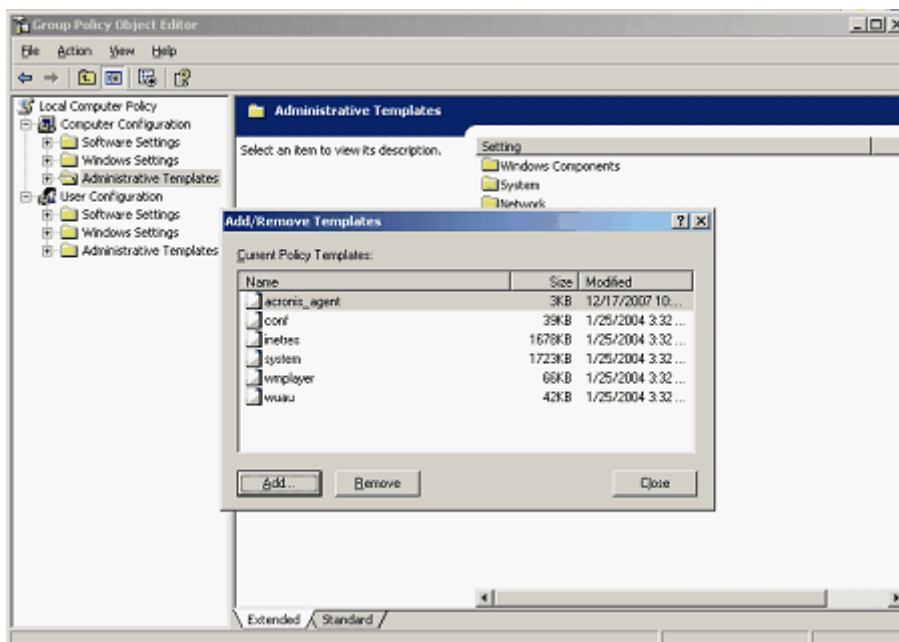 Group Policy Object Editor
File Action View Help
Local Computer Policy
Computer Configuration
Software Settings
Windows Settings
Administrative Templates
User Configuration
Software Settings
Windows Settings
Administrative Templates
Administrative Templates
Select an item to view its description.
Setting
Windows Components
System
Network
Add/Remove Templates
Current Policy Templates:
Name Size Modified
acronis_agent 3KB 12/17/2007 10:...
conf 39KB 1/25/2004 3:32 ...
inetres 1678KB 1/25/2004 3:32 ...
system 1723KB 1/25/2004 3:32 ...
wmplayer 66KB 1/25/2004 3:32 ...
wuau 42KB 1/25/2004 3:32 ...
Add... Remove Close
Extended Standard